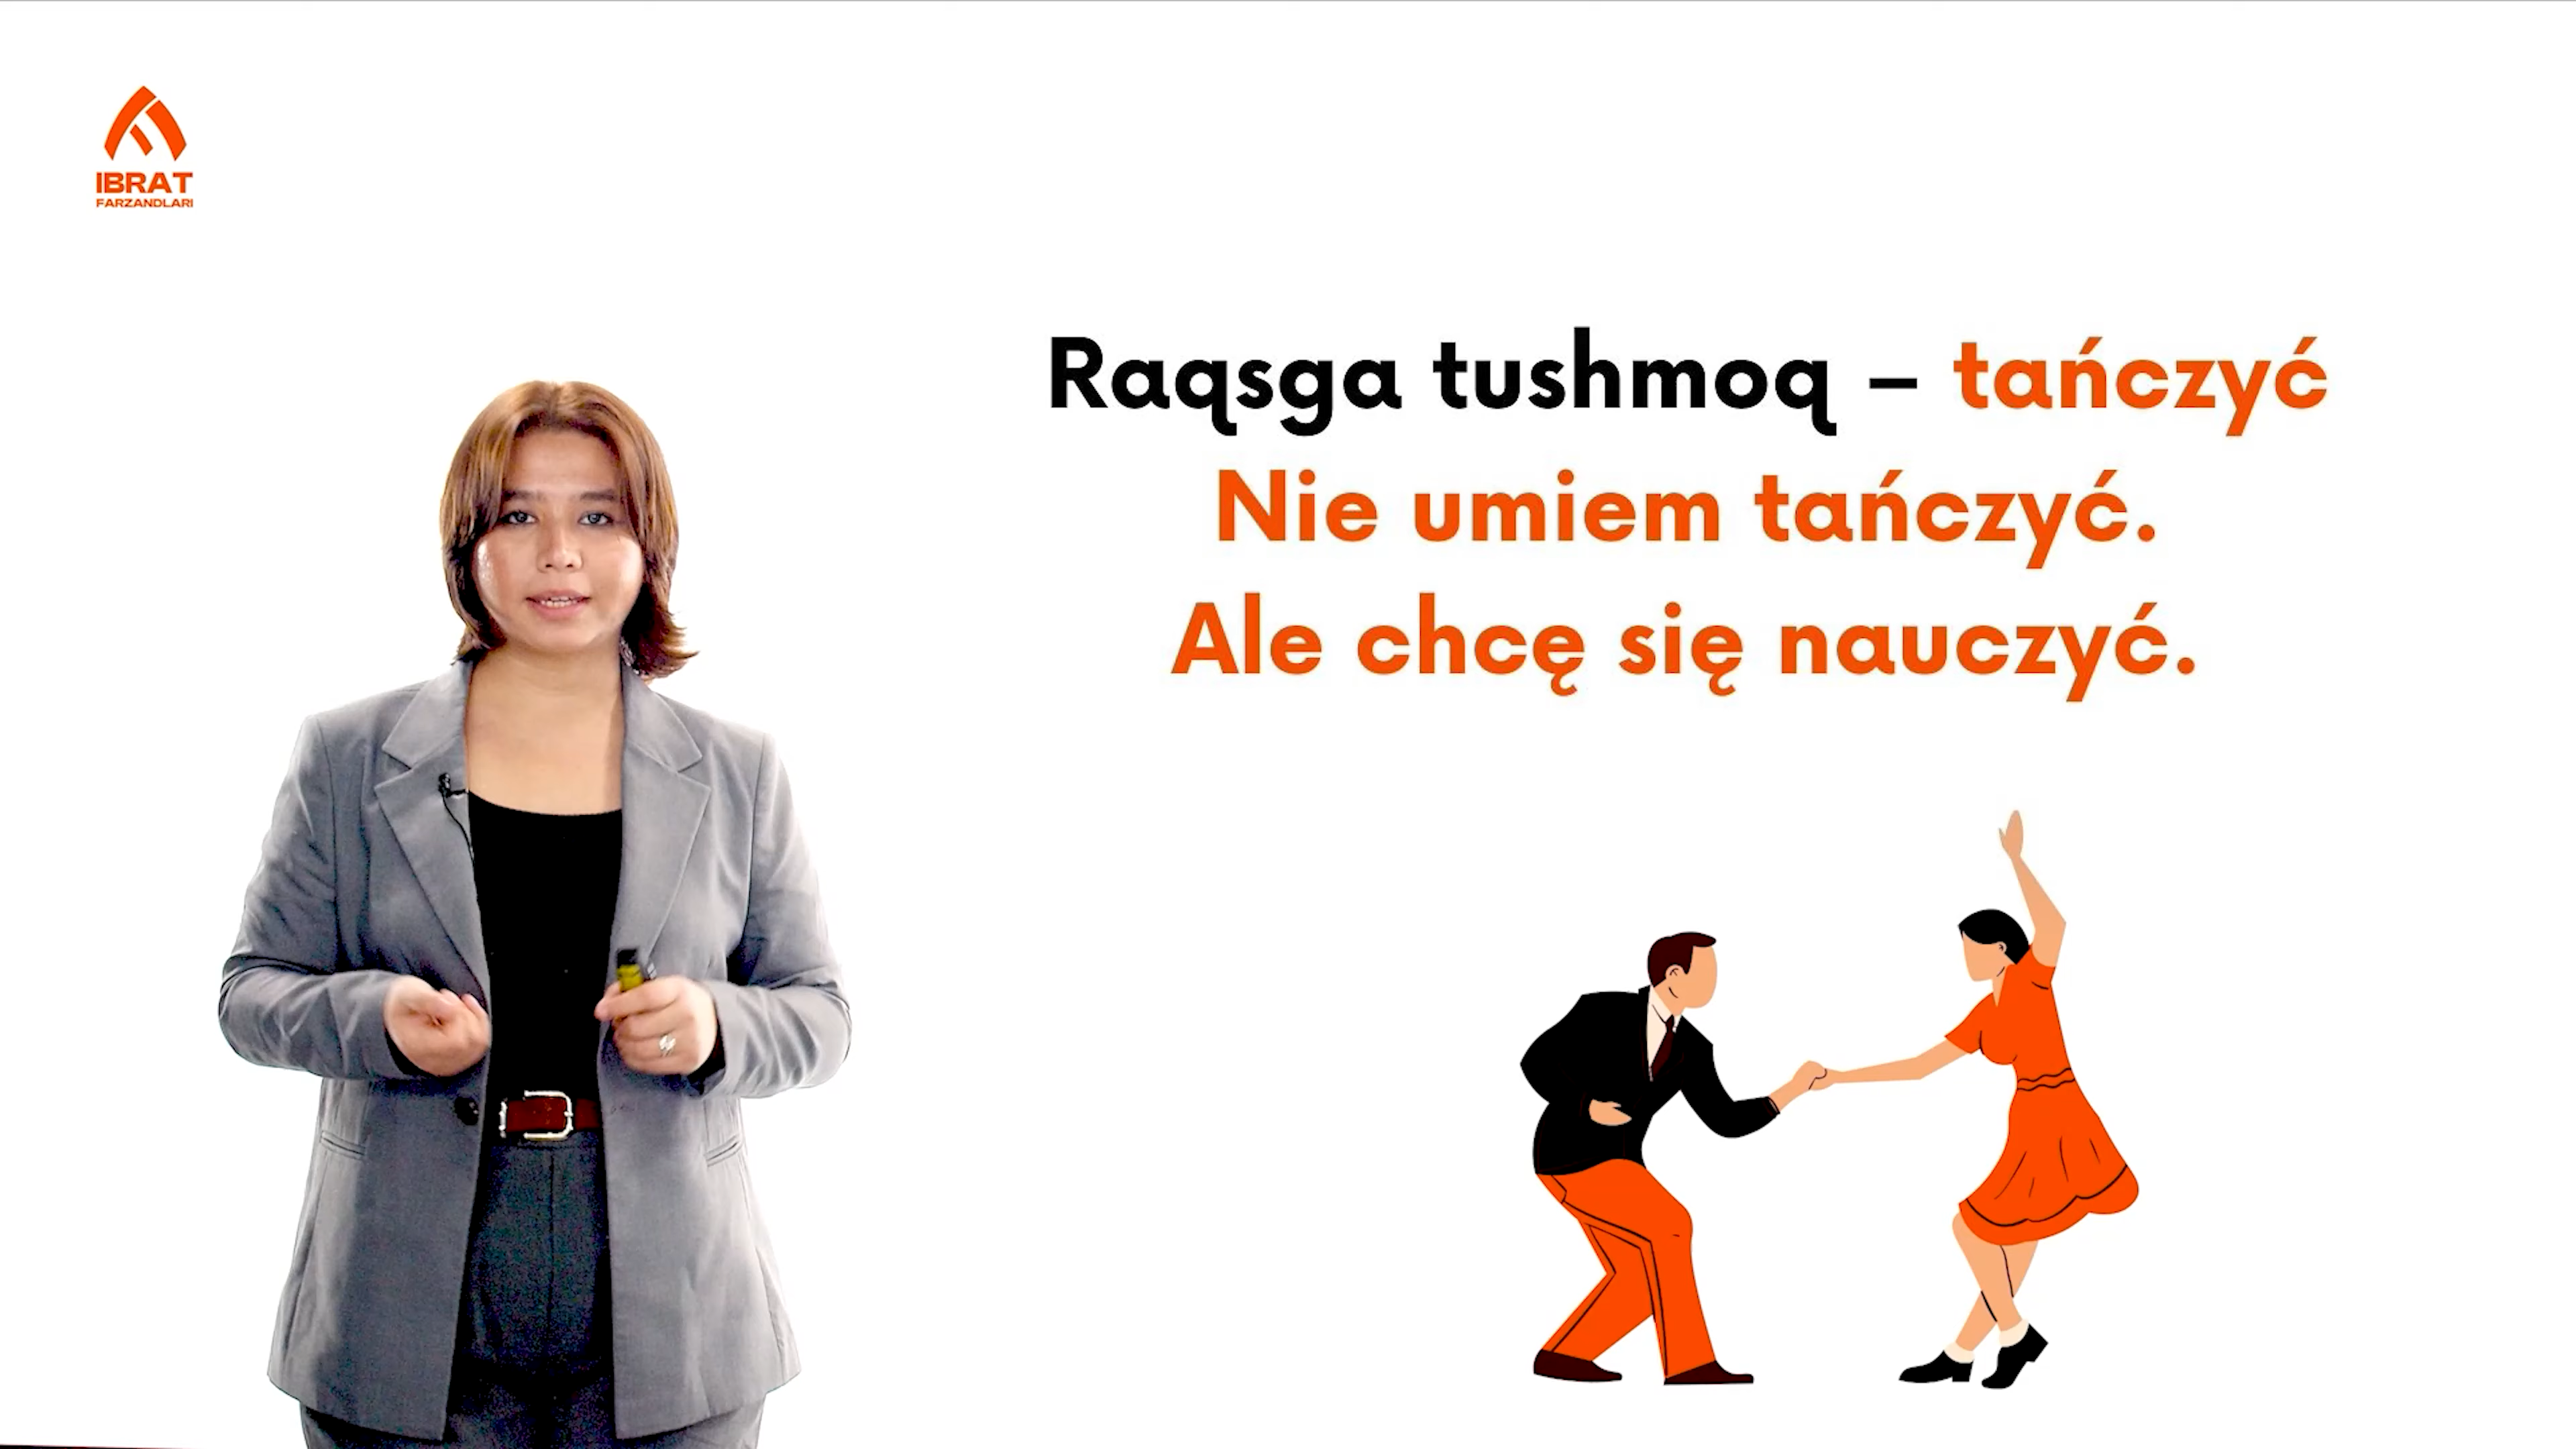 IBRAT
FARZANDLARI
Raqsga tushmoq – tańczyć
Nie umiem tańczyć.
Ale chcę się nauczyć.